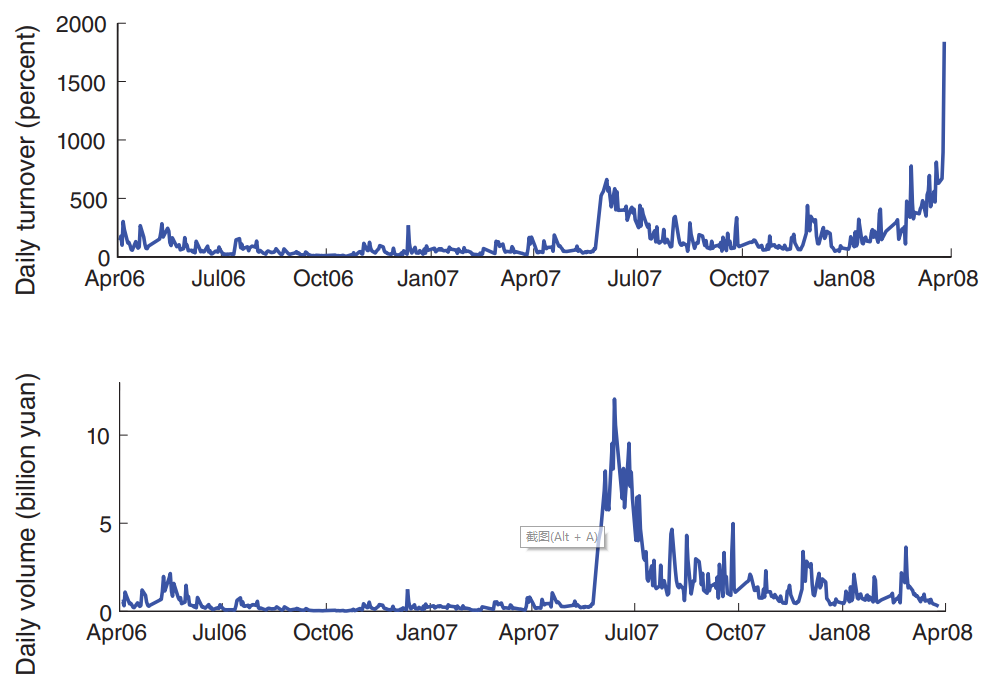 Daily turnover (percent)
2000
1500
1000
500
0
Apr06 Jul06 Oct06 Jan07 Apr07 Jul07 Oct07 Jan08 Apr08
Daily volume (billion yuan)
10
5
0
截图(Alt + A)
Apr06 Jul06 Oct06 Jan07 Apr07 Jul07 Oct07 Jan08 Apr08